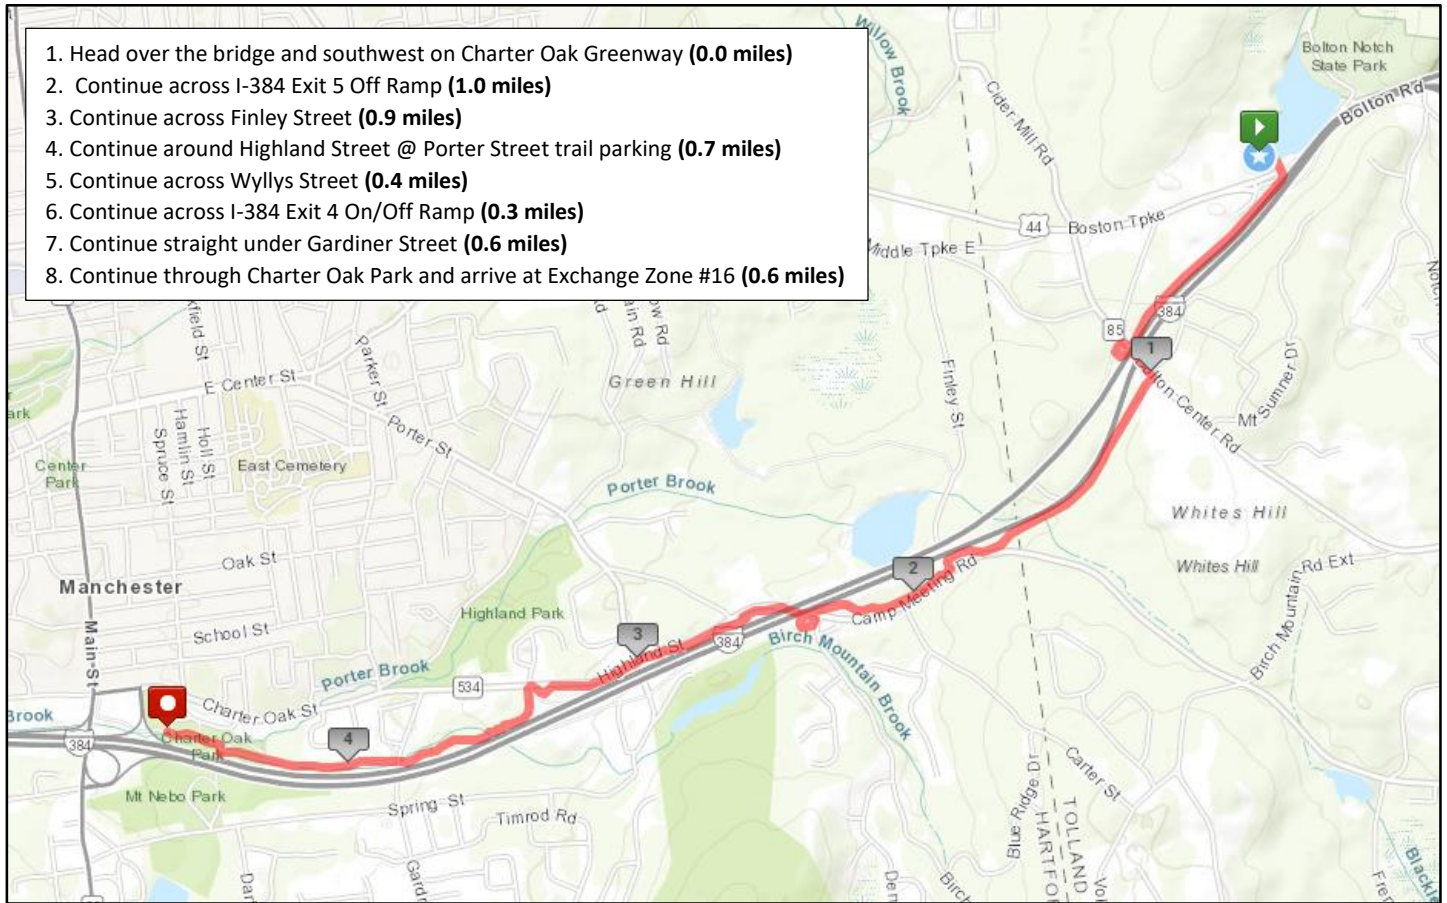 1. Head over the bridge and southwest on Charter Oak Greenway (0.0 miles)
2. Continue across I-384 Exit 5 Off Ramp (1.0 miles)
3. Continue across Finley Street (0.9 miles)
4. Continue around Highland Street @ Porter Street trail parking (0.7 miles)
5. Continue across Wyllys Street (0.4 miles)
6. Continue across I-384 Exit 4 On/Off Ramp (0.3 miles)
7. Continue straight under Gardiner Street (0.6 miles)
8. Continue through Charter Oak Park and arrive at Exchange Zone #16 (0.6 miles)
Willow Brook
Bolton Notch
State Park
Bolton Rd
Cider Mill Rd
44
Boston Tpke
Middle Tpke E
384
85
1
Bolton Center Rd
Mt Sumner Dr
Finley St
Green Hill
Parker St
E Center St
Porter St
Hamlin St
Holl St
Spruce St
Center
Park
East Cemetery
Porter Brook
Whites Hill
Whites Hill
Birch Mountain Rd Ext
Oak St
Manchester
2
Camp Meeting Rd
Highland Park
School St
3
Highland St
384
Birch Mountain Brook
Main St
Porter Brook
534
Charter Oak St
Brook
384
Charter Oak
Park
4
Mt Nebo Park
Spring St
Timrod Rd
Carter St
Blue Ridge Dr
TOLLAND
HARTFOR
Birch